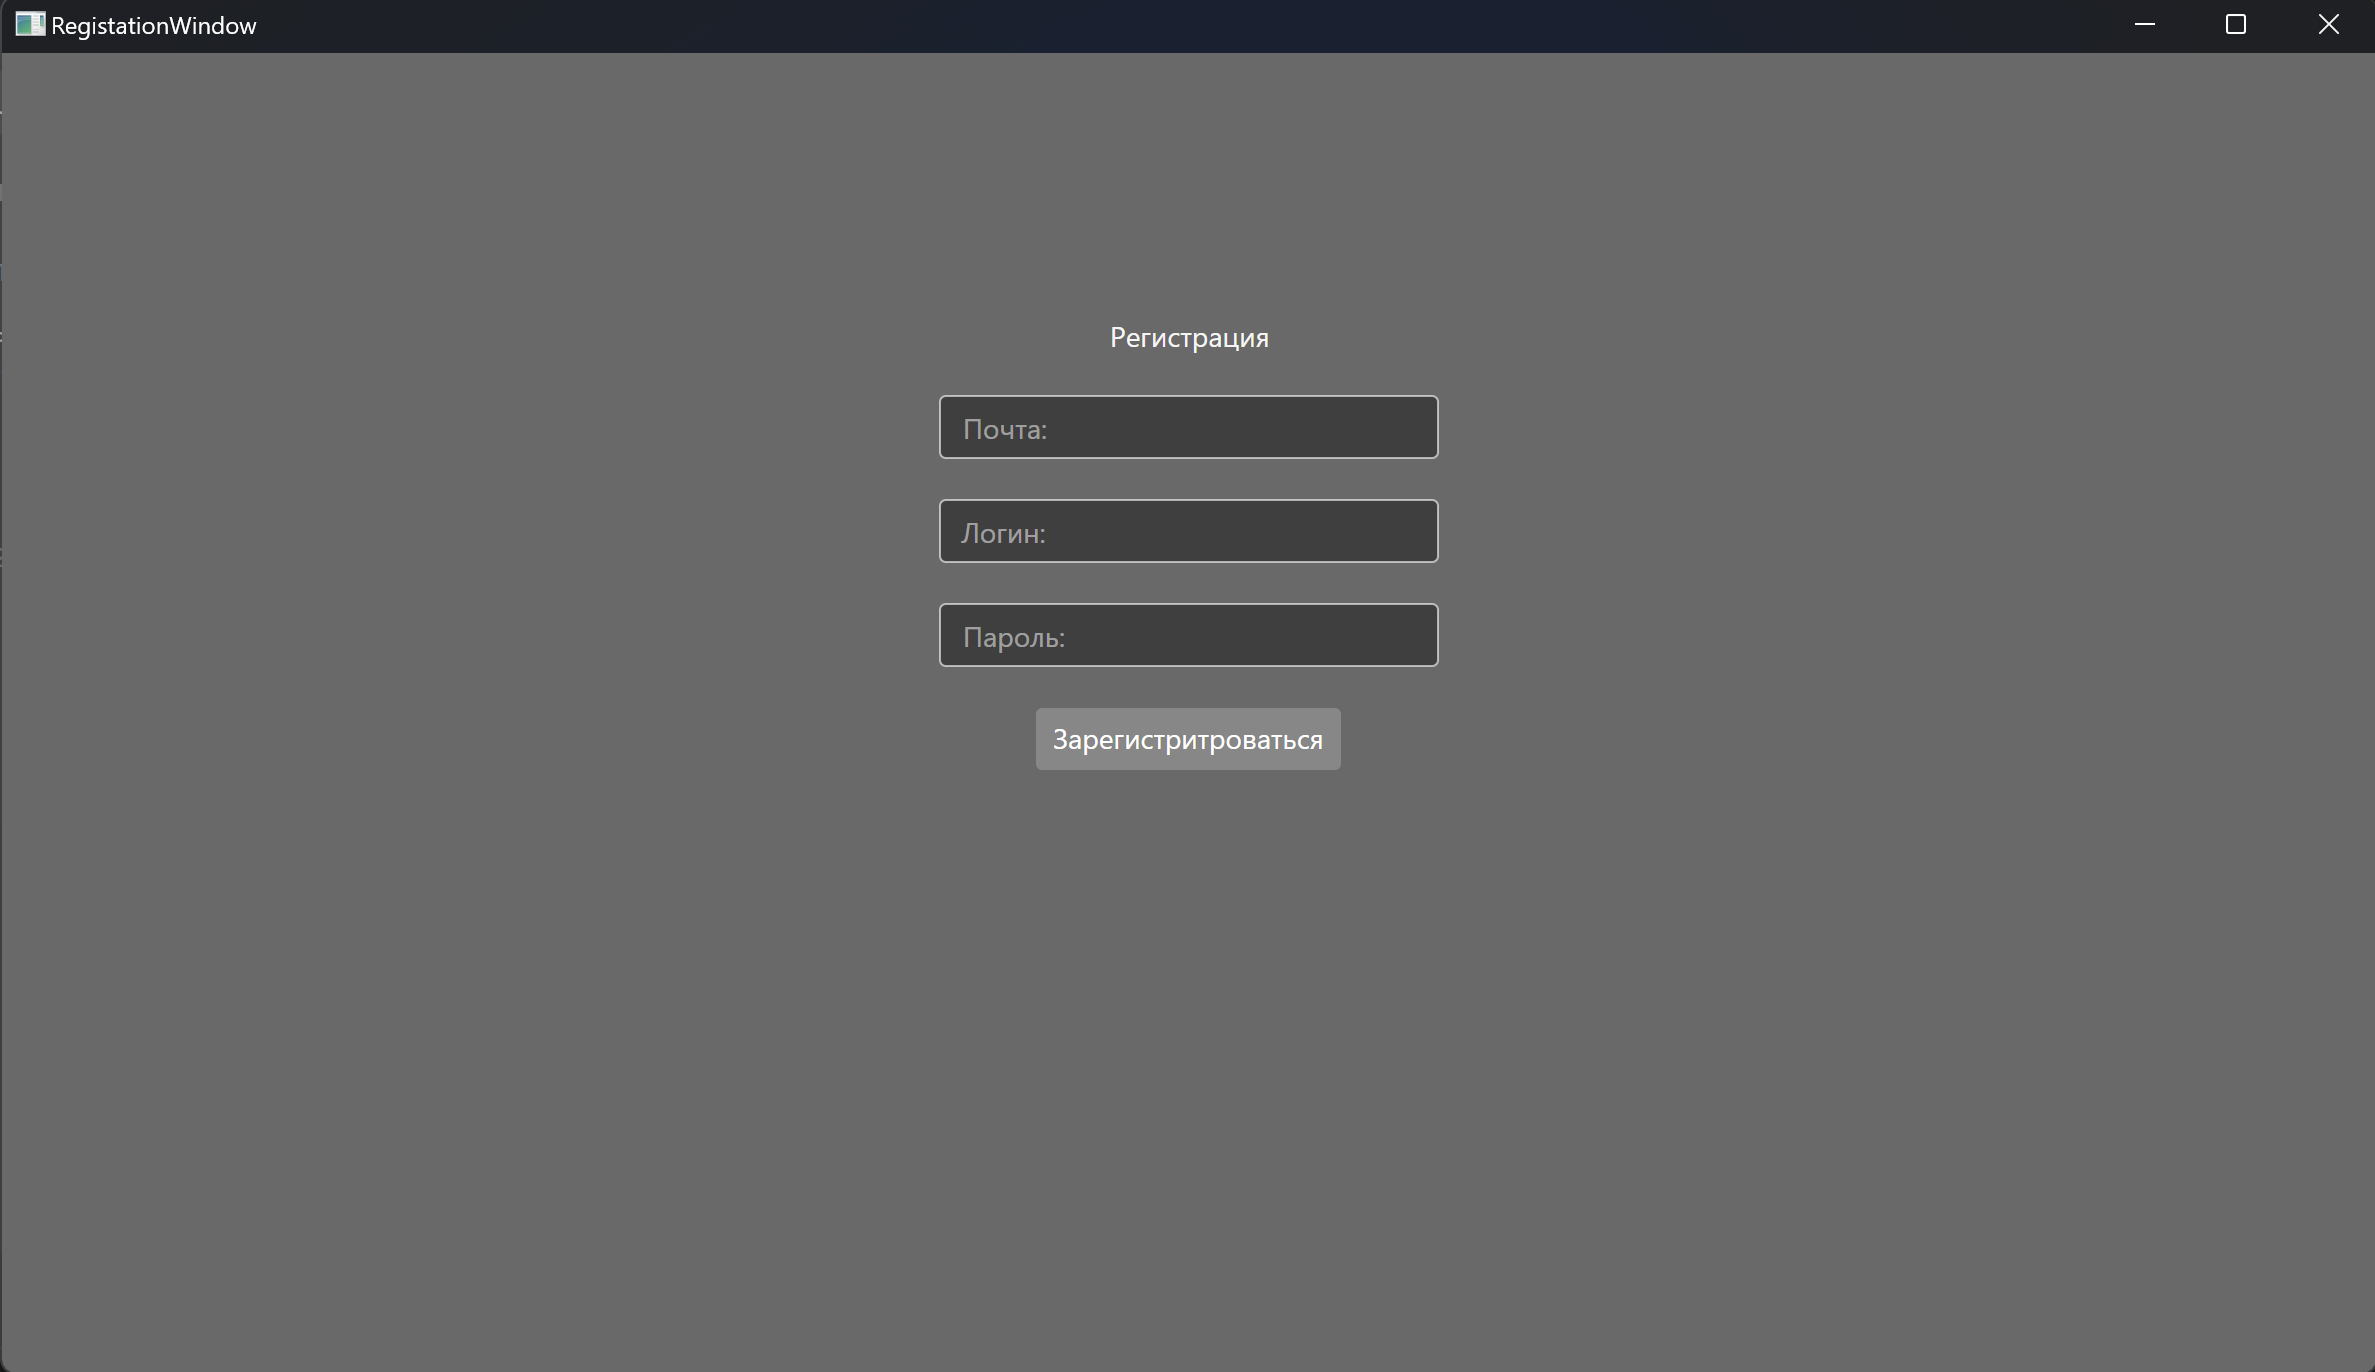 RegistationWindow
Регистрация
Почта:
Логин:
Пароль:
Зарегистритроваться